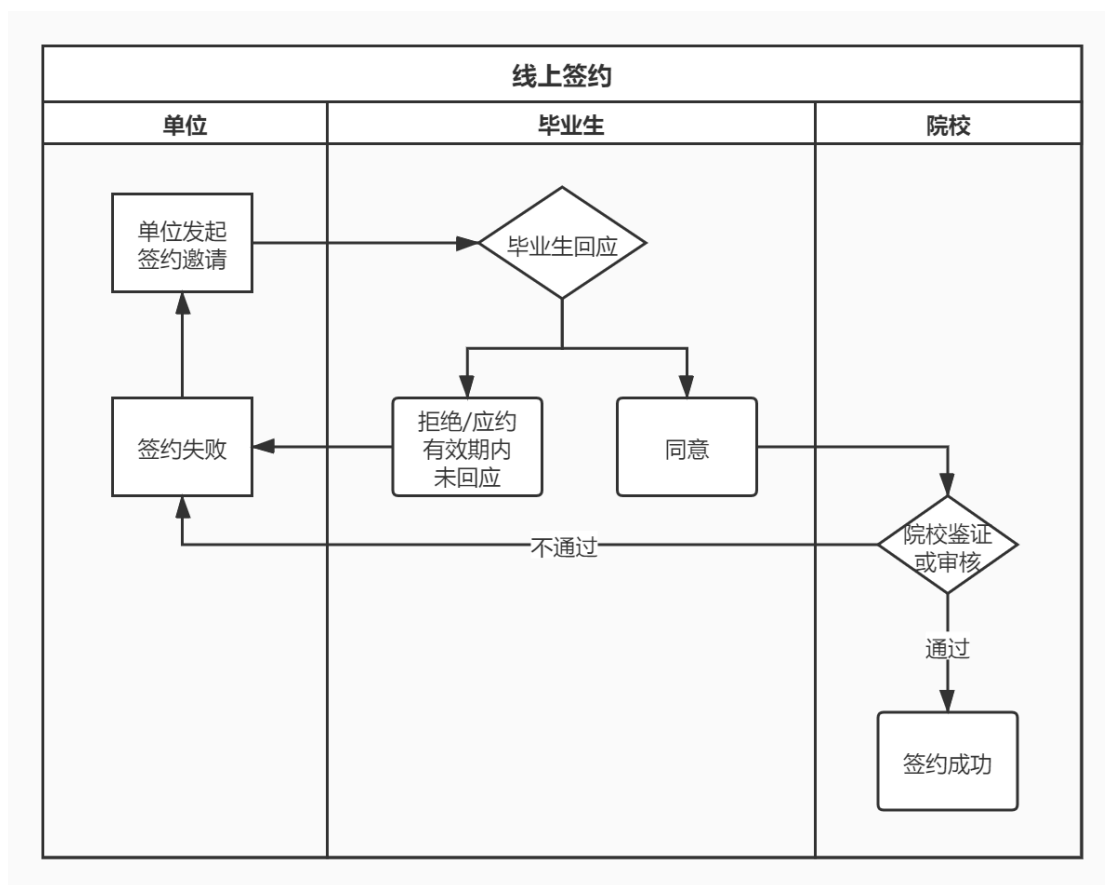 线上签约
单位
毕业生
院校
单位发起
签约邀请
毕业生回应
签约失败
拒绝/应约
有效期内
未回应
同意
院校鉴证
或审核
不通过
通过
签约成功